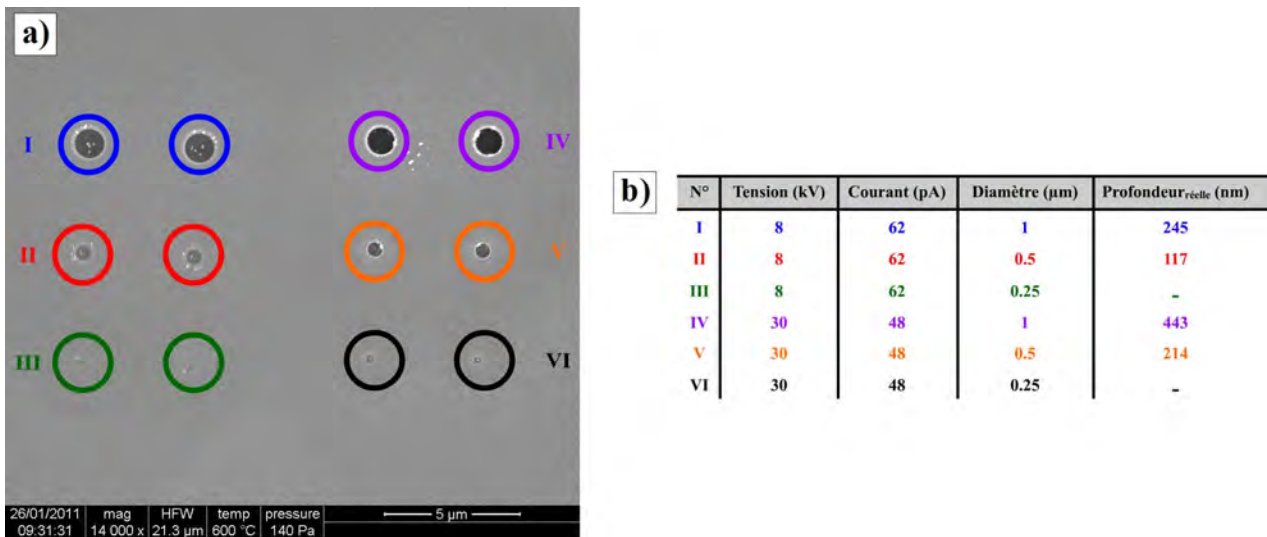 a)
I
IV
II
V
III
VI
26/01/2011 mag HFW temp pressure
09:31:31 14 000 x 21.3 µm 600 °C 140 Pa
5 µm
b)
N° Tension (kV) Courant (pA) Diamètre (µm) Profondeur réelle (nm)
I 8 62 1 245
II 8 62 0.5 117
III 8 62 0.25 -
IV 30 48 1 443
V 30 48 0.5 214
VI 30 48 0.25 -